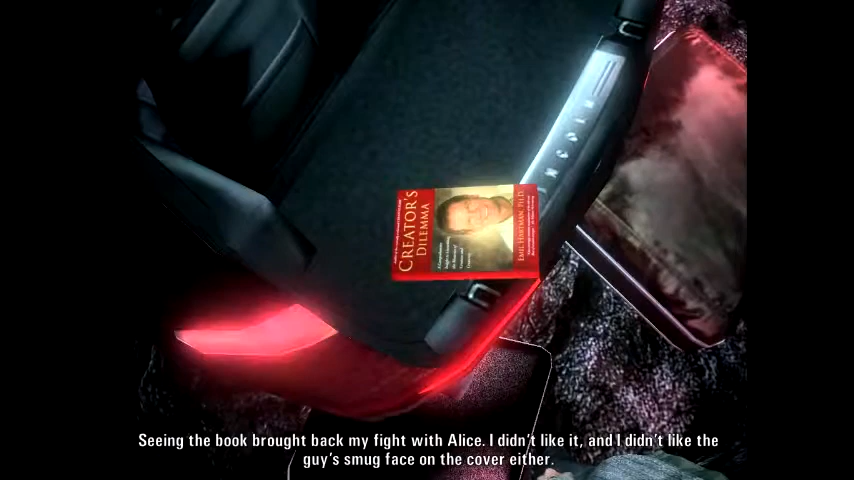 LINCOLN
CREATOR'S
DILEMMA
EMIL HARTMAN, PH.D.
Seeing the book brought back my fight with Alice. I didn't like it, and I didn't like the
guy's smug face on the cover either.